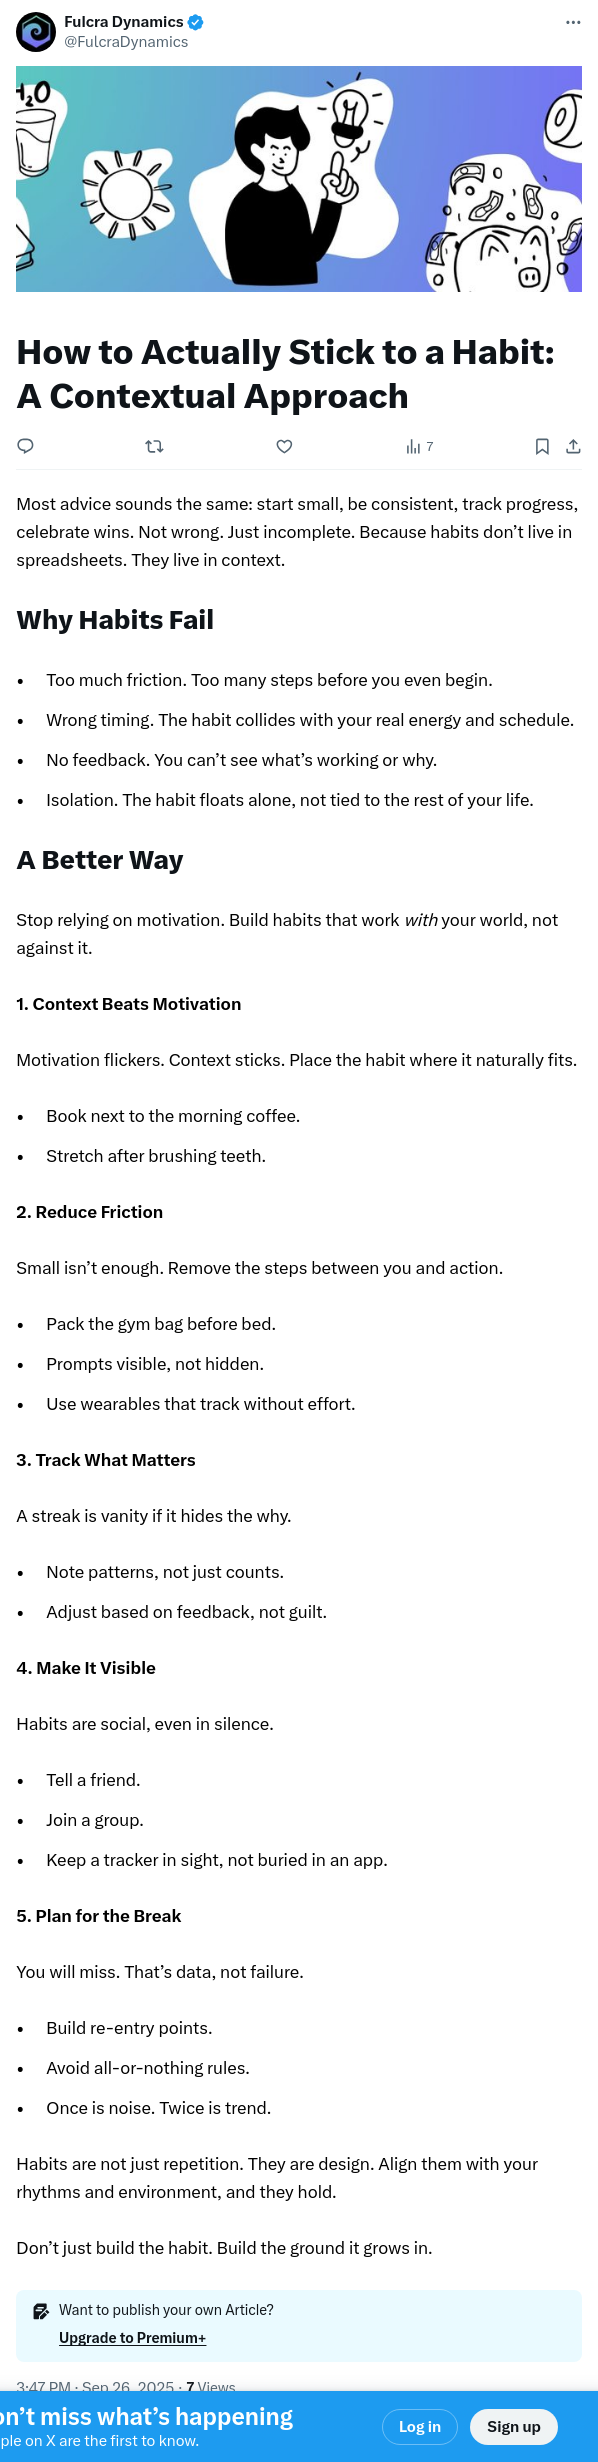 Fulcra Dynamics
@FulcraDynamics
H₂O
How to Actually Stick to a Habit:
A Contextual Approach
7
Most advice sounds the same: start small, be consistent, track progress,
celebrate wins. Not wrong. Just incomplete. Because habits don’t live in
spreadsheets. They live in context.
Why Habits Fail
• Too much friction. Too many steps before you even begin.
• Wrong timing. The habit collides with your real energy and schedule.
• No feedback. You can’t see what’s working or why.
• Isolation. The habit floats alone, not tied to the rest of your life.
A Better Way
Stop relying on motivation. Build habits that work with your world, not
against it.
1. Context Beats Motivation
Motivation flickers. Context sticks. Place the habit where it naturally fits.
• Book next to the morning coffee.
• Stretch after brushing teeth.
2. Reduce Friction
Small isn’t enough. Remove the steps between you and action.
• Pack the gym bag before bed.
• Prompts visible, not hidden.
• Use wearables that track without effort.
3. Track What Matters
A streak is vanity if it hides the why.
• Note patterns, not just counts.
• Adjust based on feedback, not guilt.
4. Make It Visible
Habits are social, even in silence.
• Tell a friend.
• Join a group.
• Keep a tracker in sight, not buried in an app.
5. Plan for the Break
You will miss. That’s data, not failure.
• Build re-entry points.
• Avoid all-or-nothing rules.
• Once is noise. Twice is trend.
Habits are not just repetition. They are design. Align them with your
rhythms and environment, and they hold.
Don’t just build the habit. Build the ground it grows in.
Want to publish your own Article?
Upgrade to Premium+
3:47 PM · Sep 26, 2025 · 7 Views
on’t miss what’s happening
ple on X are the first to know.
Log in
Sign up